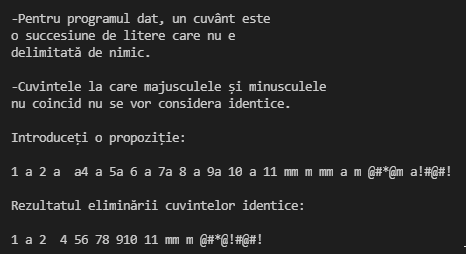 -Pentru programul dat, un cuvânt este
o succesiune de litere care nu e
delimitată de nimic.
-Cuvintele la care majusculele și minusculele
nu coincid nu se vor considera identice.
Introduceți o propoziție:
1 a 2 a  a4 a 5a 6 a 7a 8 a 9a 10 a 11 mm m mm a m @#*@m a!#@#!
Rezultatul eliminării cuvintelor identice:
1 a 2  4 56 78 910 11 mm m @#*@!#@#!